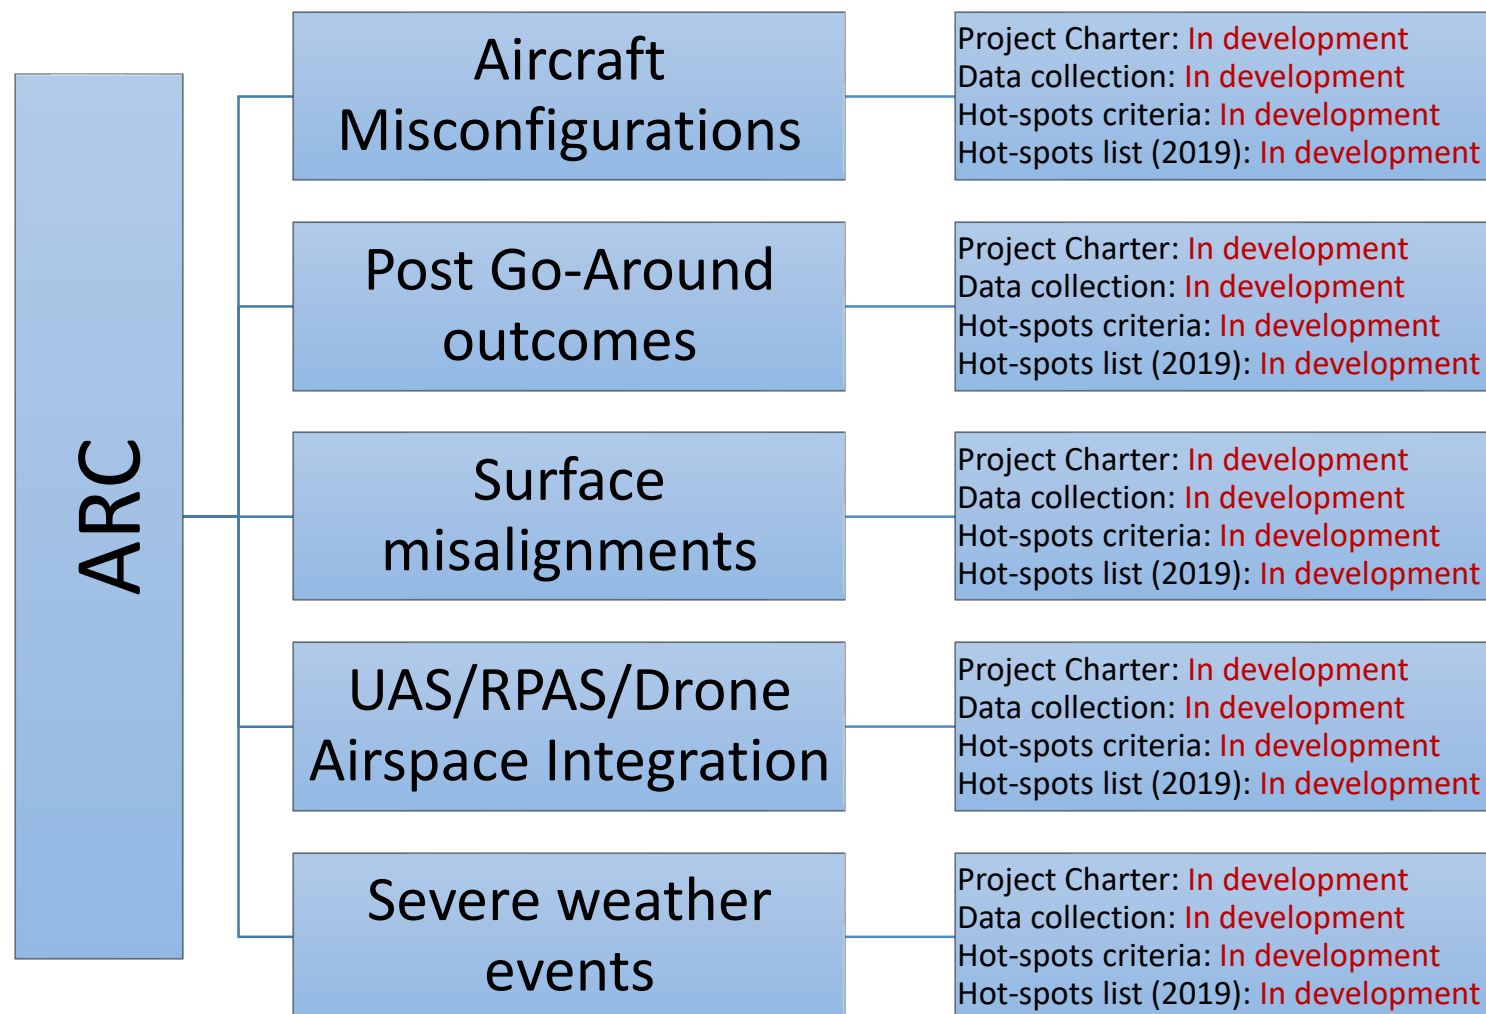 ARC
Aircraft
Misconfigurations
Project Charter: In development
Data collection: In development
Hot-spots criteria: In development
Hot-spots list (2019): In development
Post Go-Around
outcomes
Project Charter: In development
Data collection: In development
Hot-spots criteria: In development
Hot-spots list (2019): In development
Surface
misalignments
Project Charter: In development
Data collection: In development
Hot-spots criteria: In development
Hot-spots list (2019): In development
UAS/RPAS/Drone
Airspace Integration
Project Charter: In development
Data collection: In development
Hot-spots criteria: In development
Hot-spots list (2019): In development
Severe weather
events
Project Charter: In development
Data collection: In development
Hot-spots criteria: In development
Hot-spots list (2019): In development